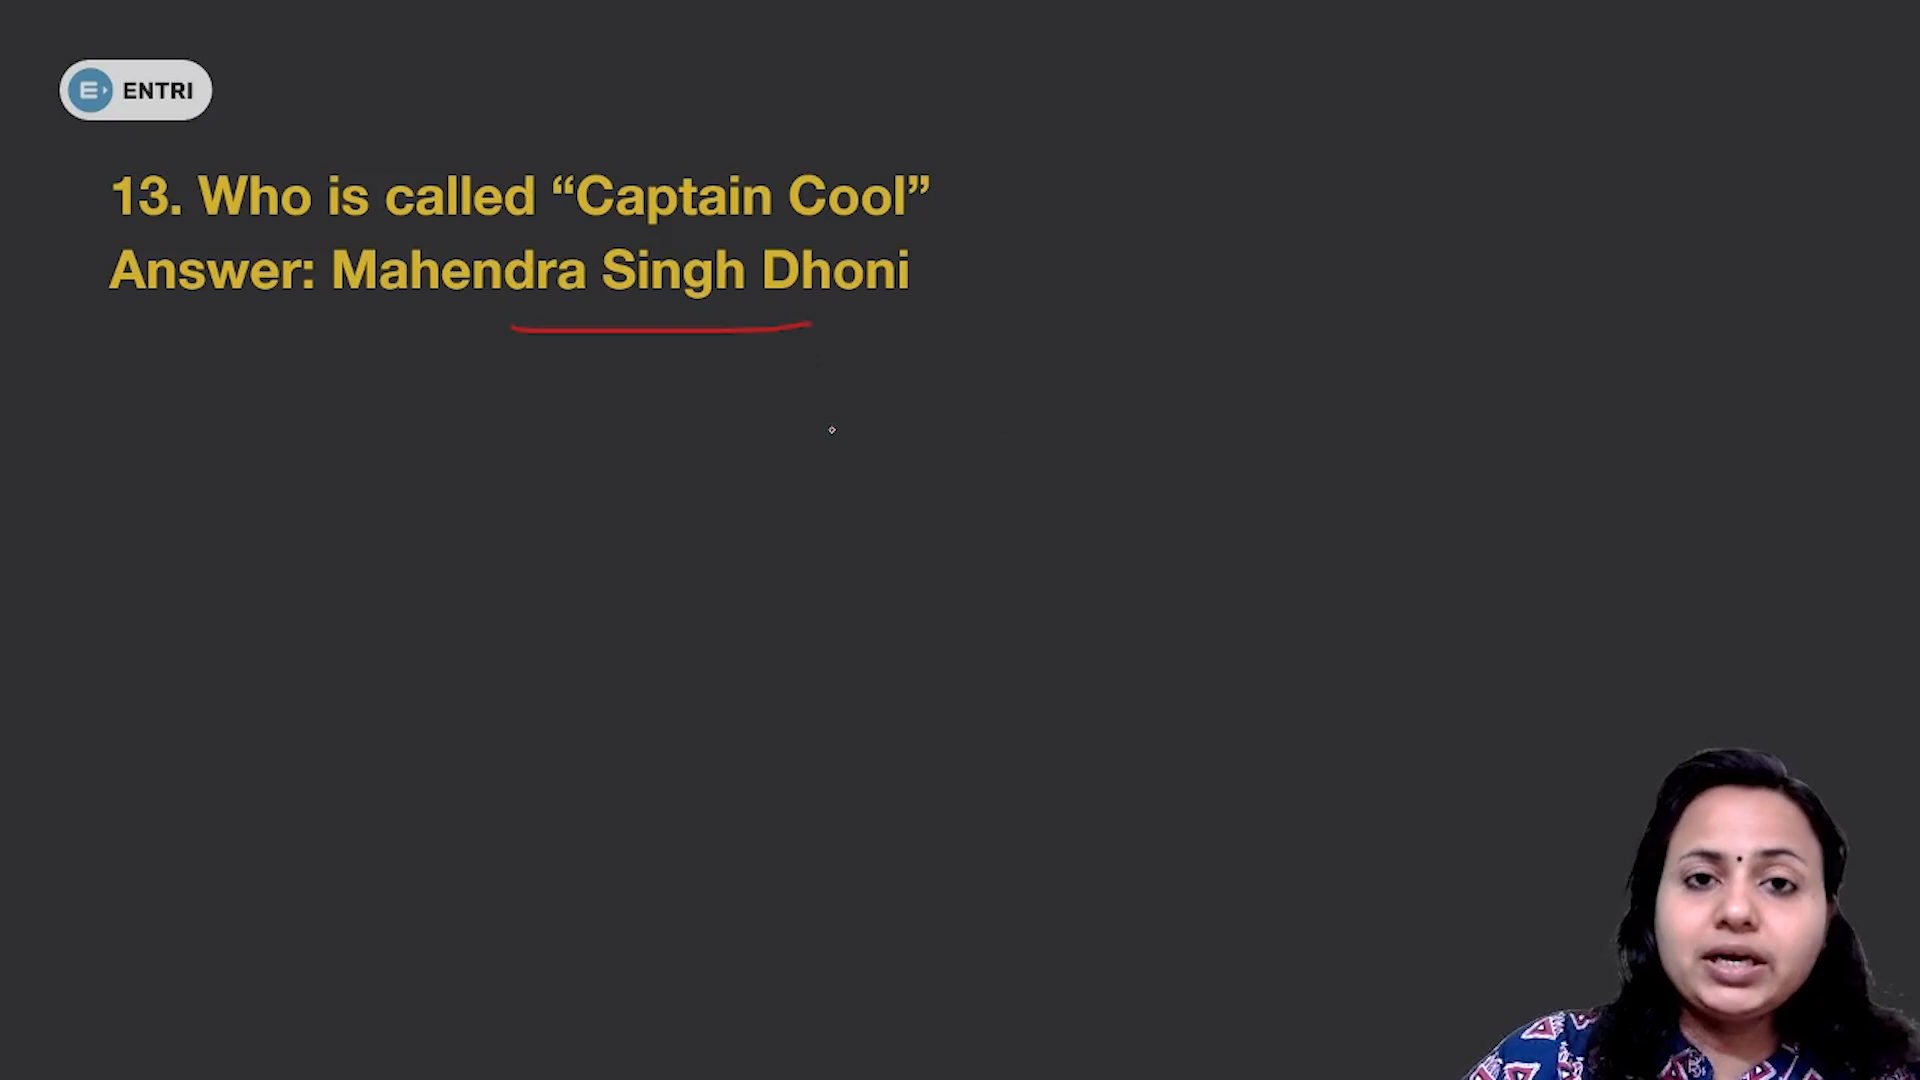 ENTRI
13. Who is called “Captain Cool”
Answer: Mahendra Singh Dhoni